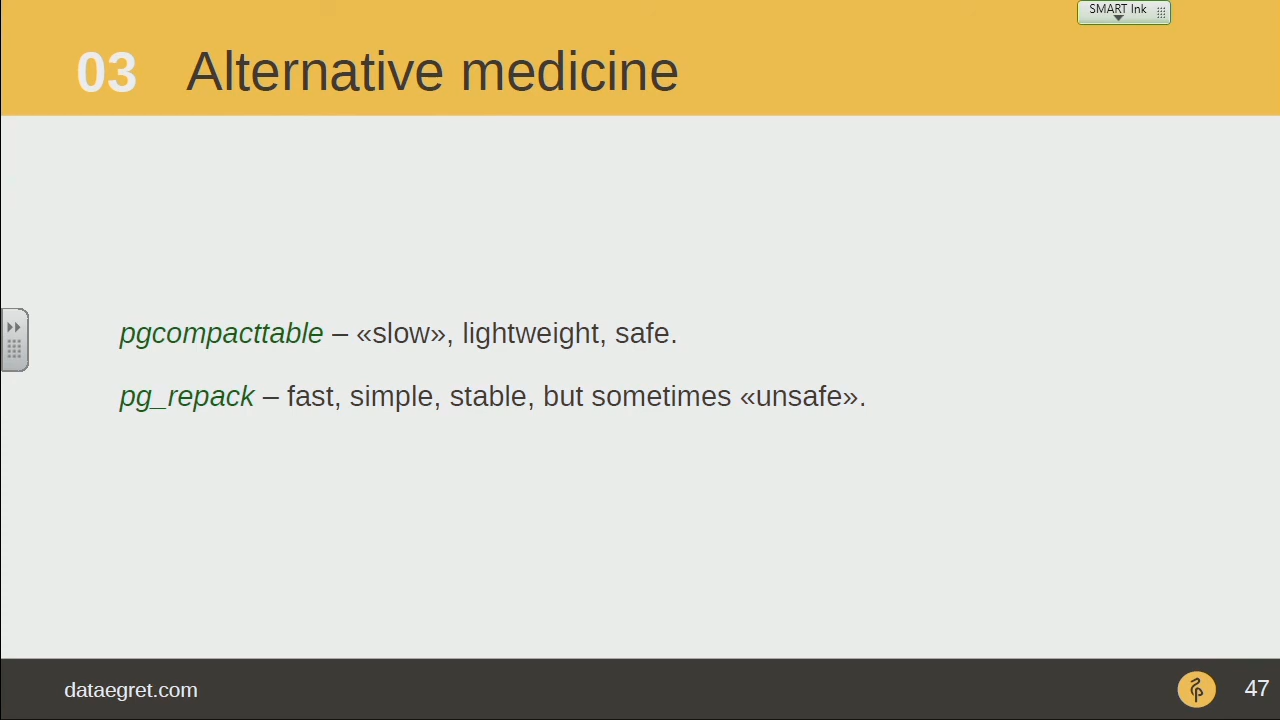 SMART Ink
03 Alternative medicine
pgcompacttable – «slow», lightweight, safe.
pg_repack – fast, simple, stable, but sometimes «unsafe».
dataegret.com
47